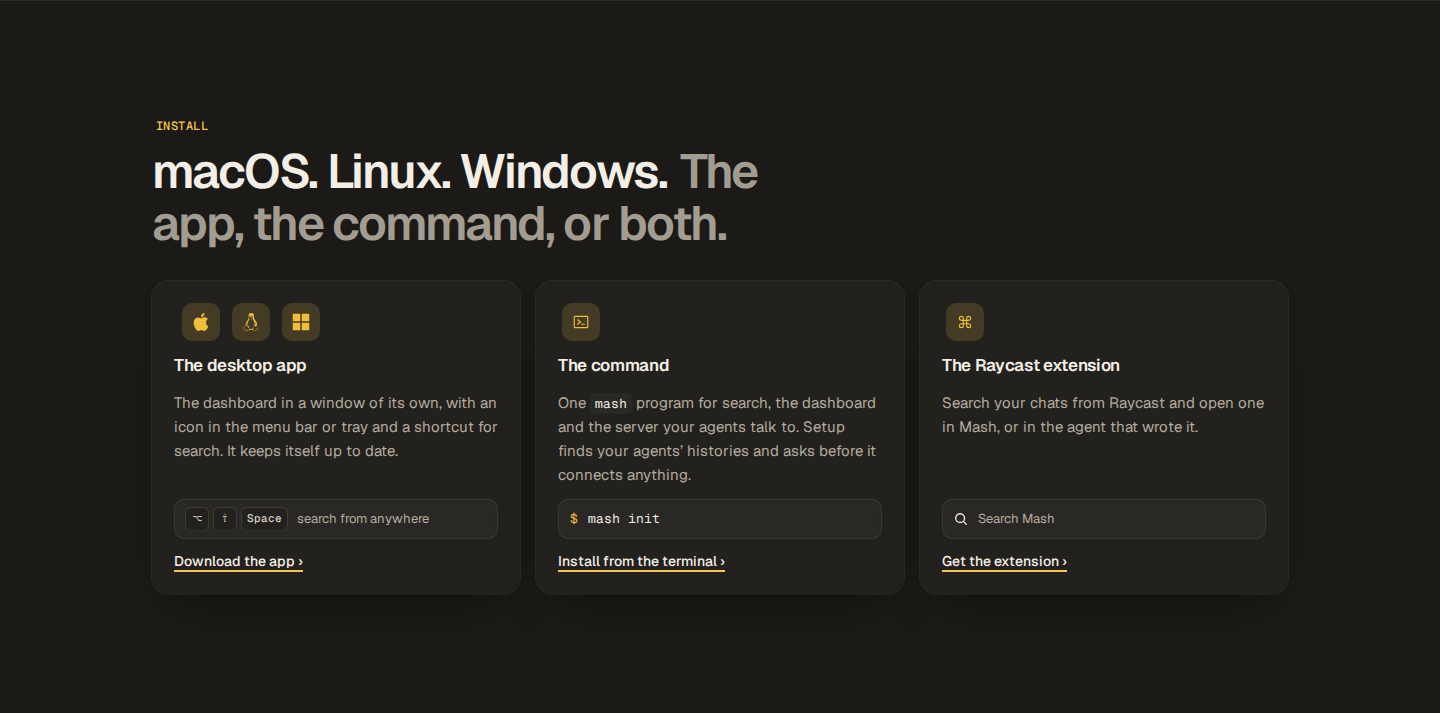 INSTALL
macOS. Linux. Windows. The
app, the command, or both.
The desktop app
The dashboard in a window of its own, with an
icon in the menu bar or tray and a shortcut for
search. It keeps itself up to date.
⌥ ⇧ Space search from anywhere
Download the app ›
The command
One mash program for search, the dashboard
and the server your agents talk to. Setup
finds your agents’ histories and asks before it
connects anything.
$ mash init
Install from the terminal ›
⌘
The Raycast extension
Search your chats from Raycast and open one
in Mash, or in the agent that wrote it.
Search Mash
Get the extension ›